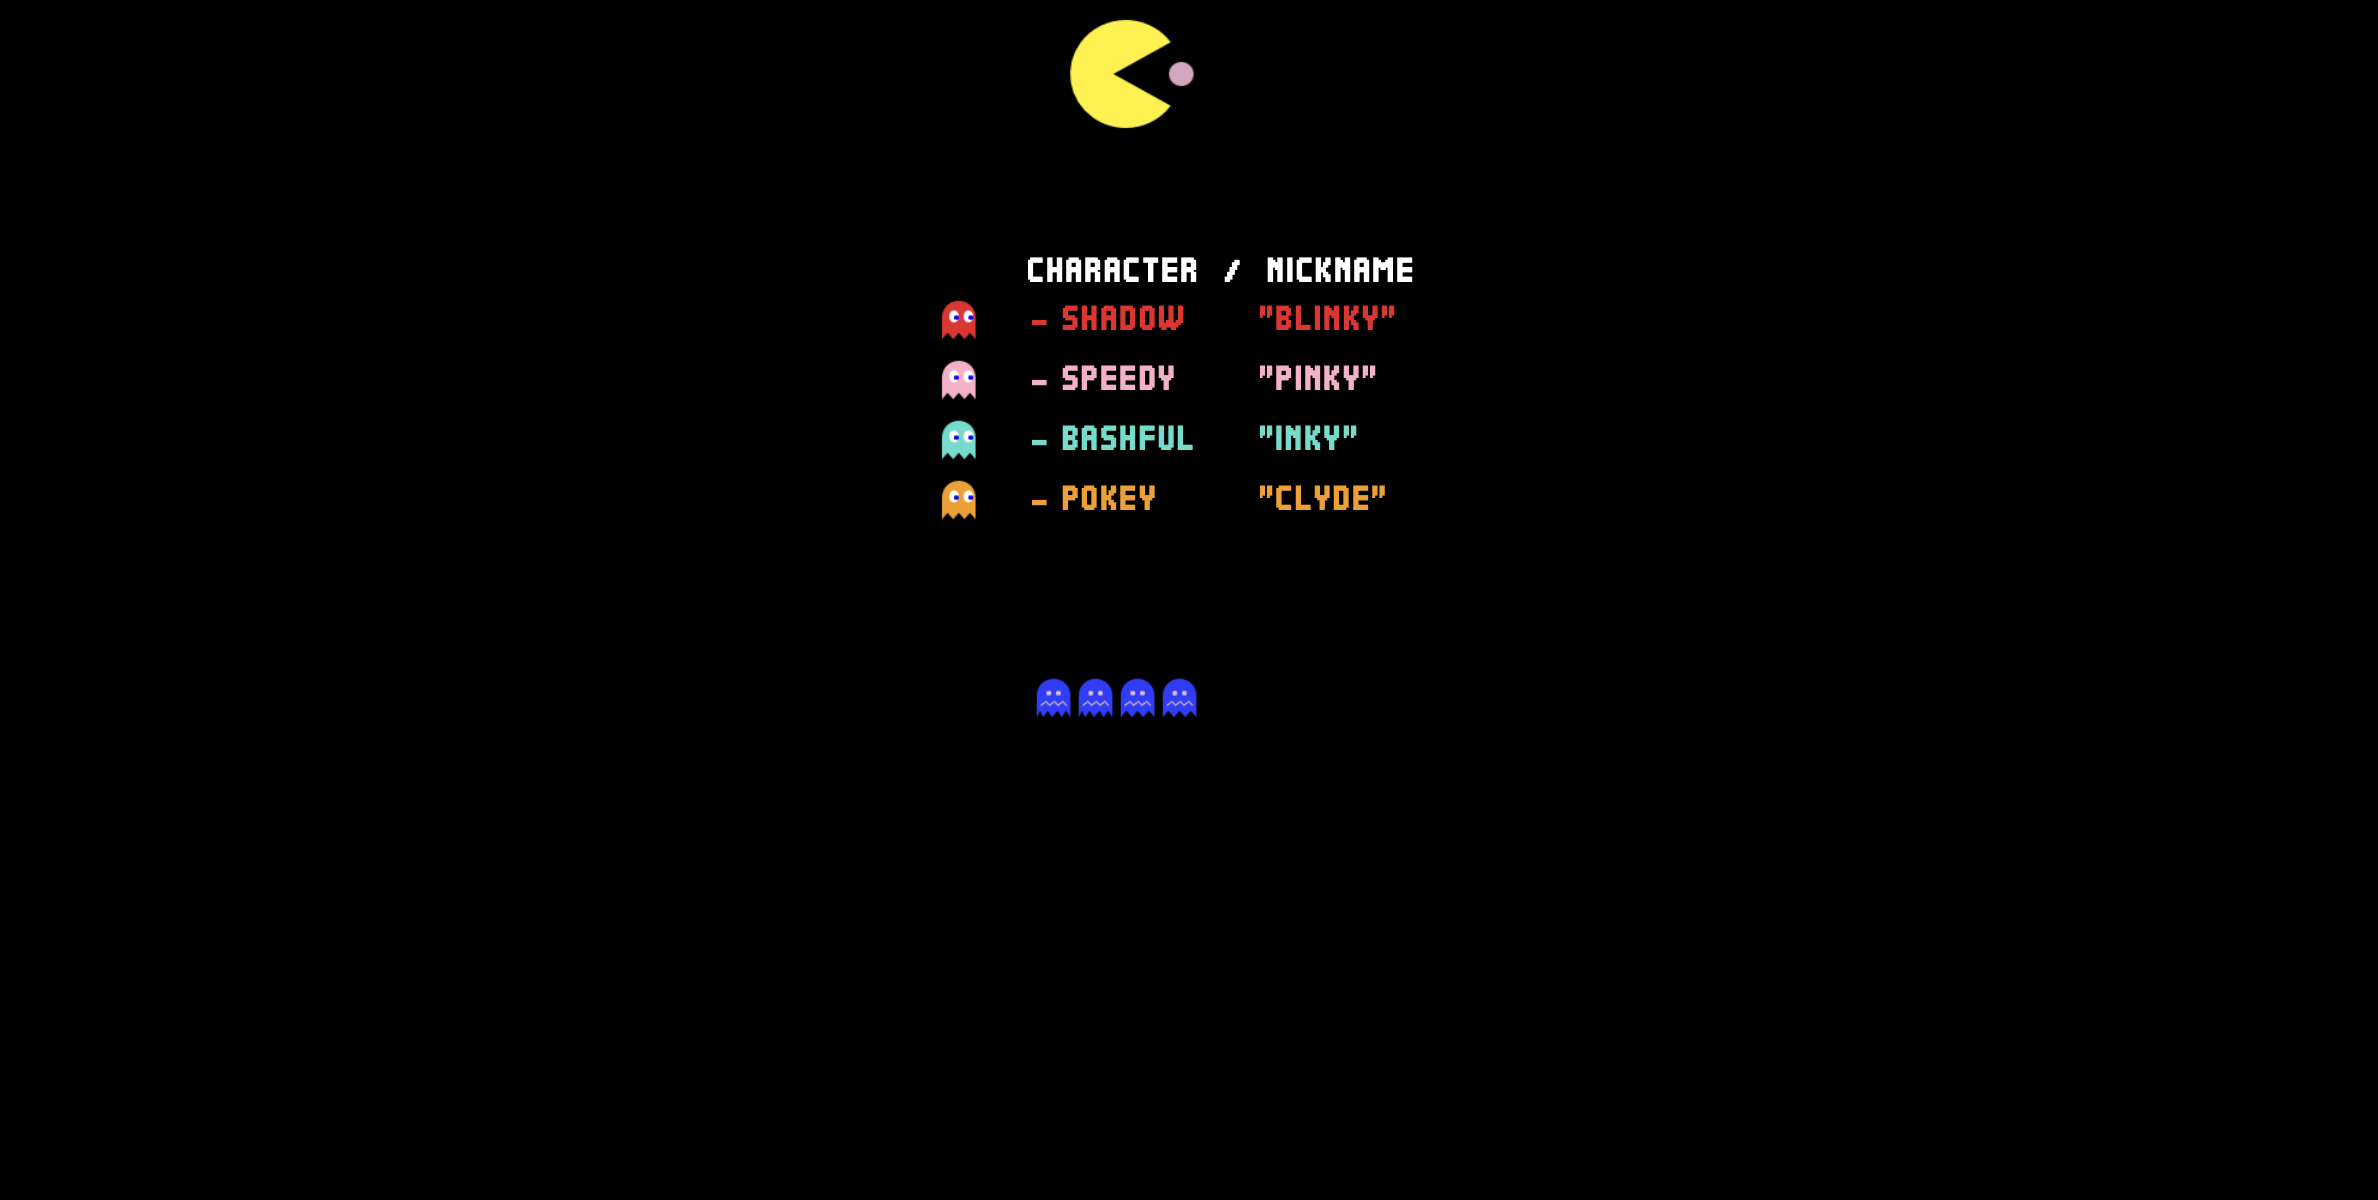 CHARACTER / NICKNAME
- SHADOW "BLINKY"
- SPEEDY "PINKY"
- BASHFUL "INKY"
- POKEY "CLYDE"